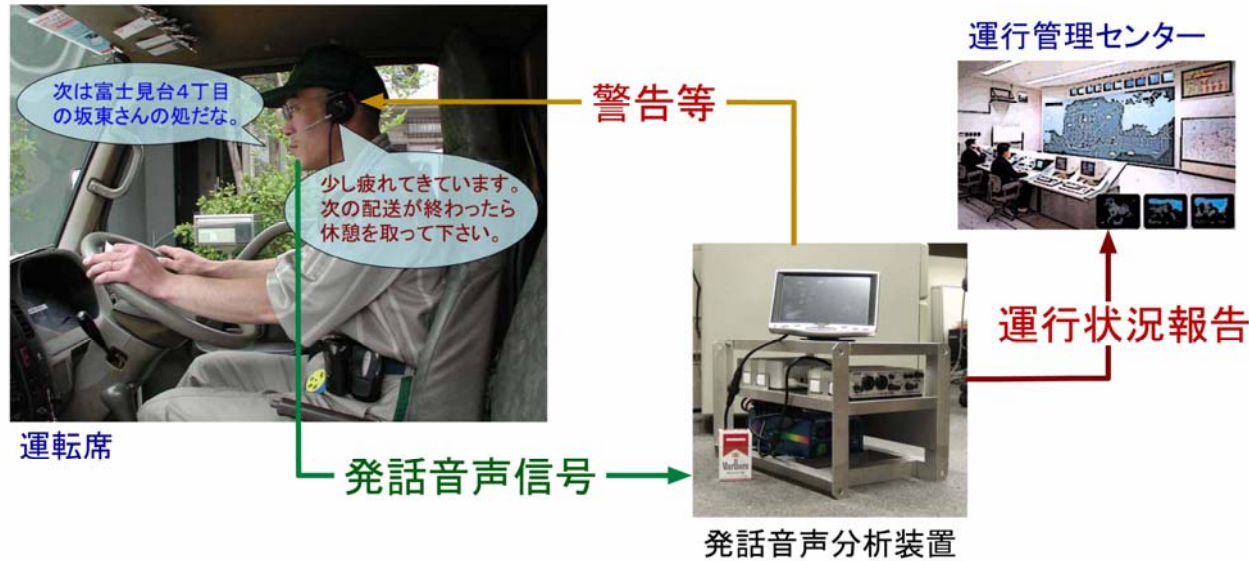 運行管理センター
次は富士見台4丁目
の坂東さんの処だな。
警告等
少し疲れてきています。
次の配送が終わったら
休憩を取って下さい。
運行状況報告
運転席
発話音声信号
Marlboro
発話音声分析装置